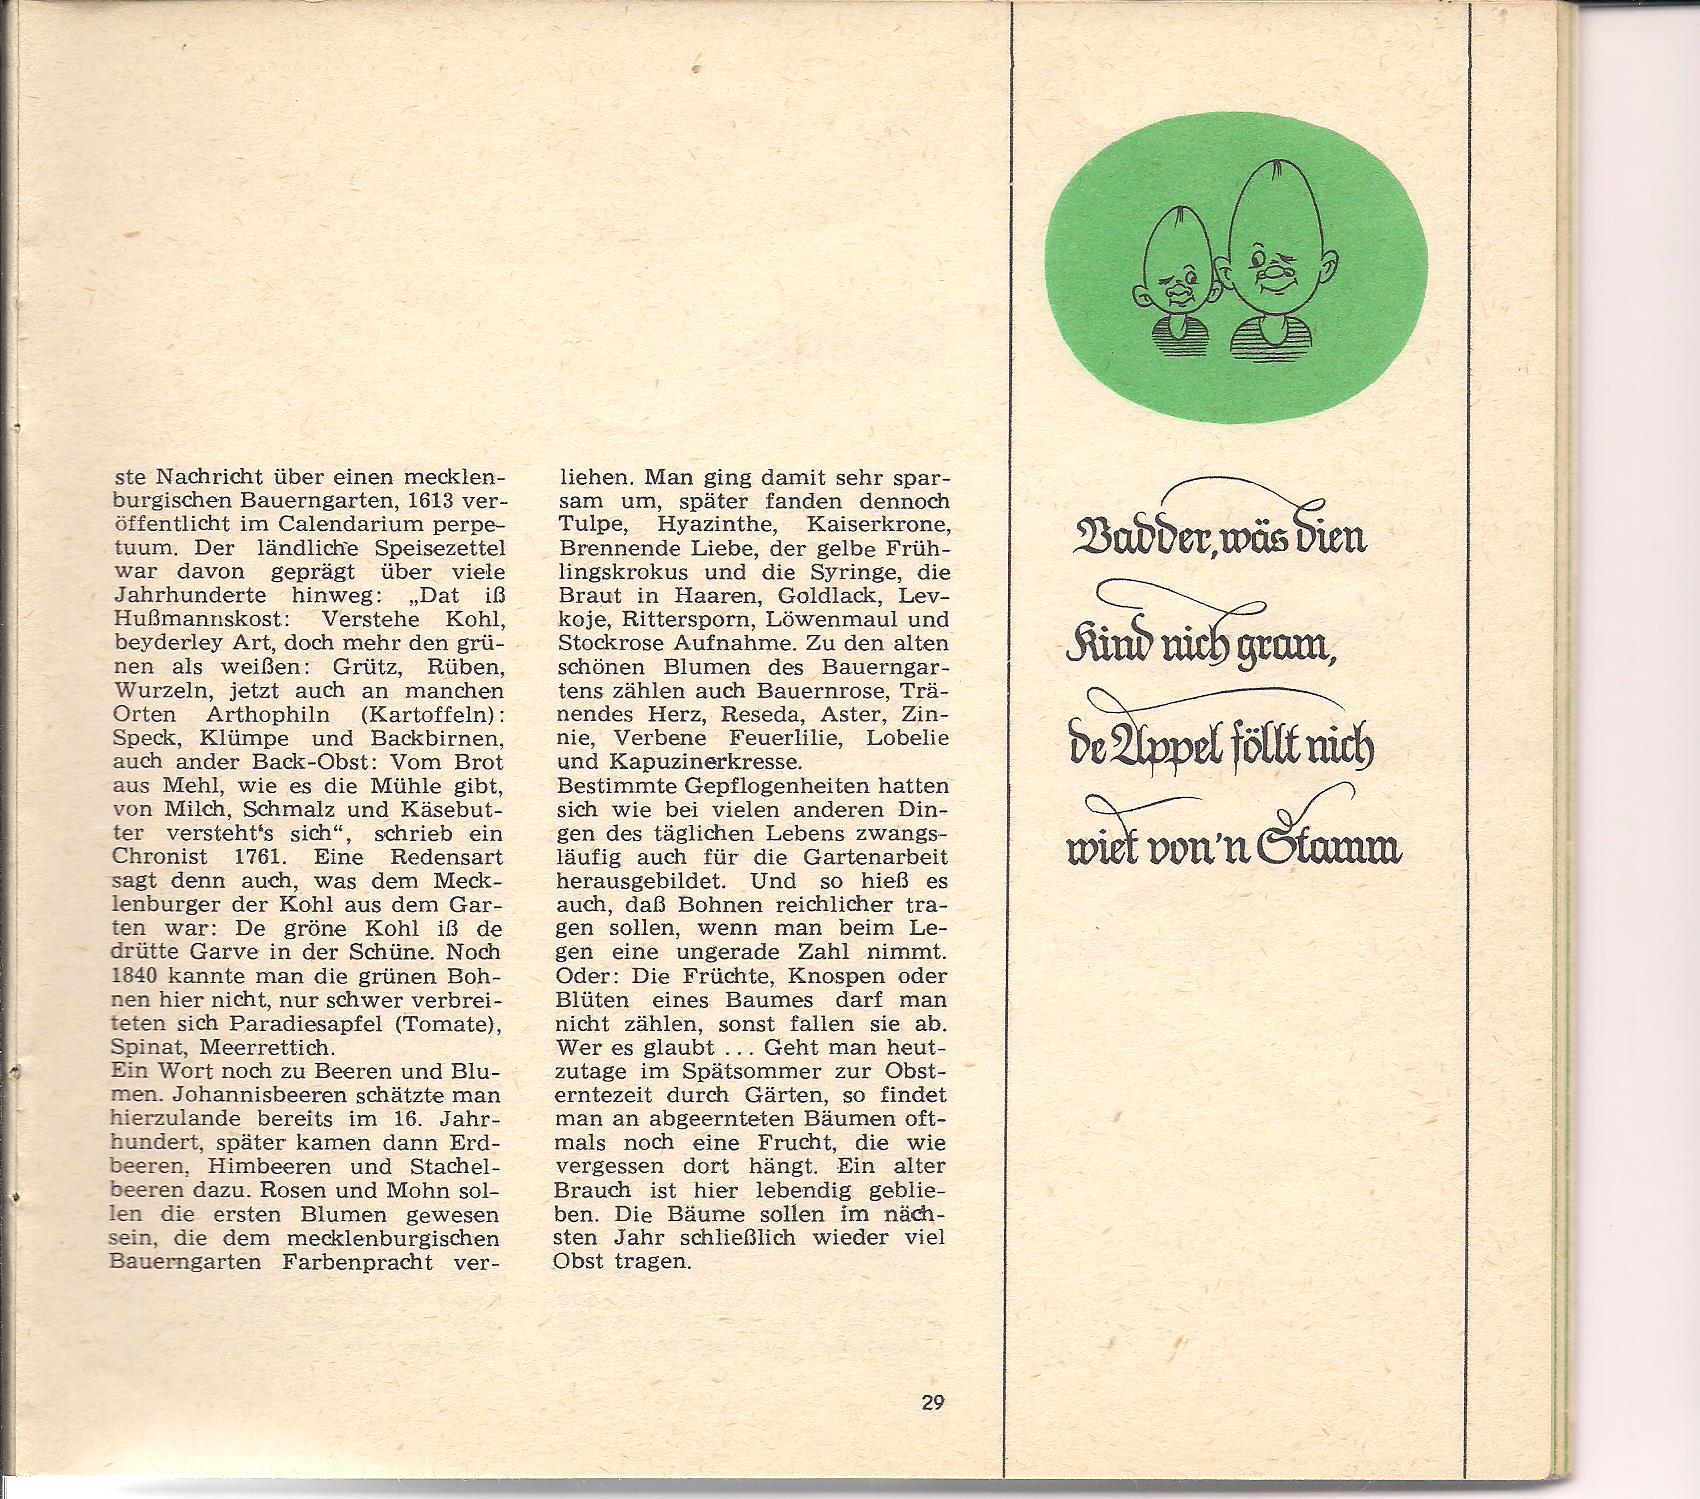 ste Nachricht über einen mecklen-
burgischen Bauerngarten, 1613 ver-
öffentlicht im Calendarium perpe-
tuum. Der ländliche Speisezettel
war davon geprägt über viele
Jahrhunderte hinweg: „Dat iß
Hußmannskost: Verstehe Kohl,
beyderley Art, doch mehr den grü-
nen als weißen: Grütz, Rüben,
Wurzeln, jetzt auch an manchen
Orten Arthophiln (Kartoffeln):
Speck, Klümpe und Backbirnen,
auch ander Back-Obst: Vom Brot
aus Mehl, wie es die Mühle gibt,
von Milch, Schmalz und Käsebut-
ter versteht‘s sich“, schrieb ein
Chronist 1761. Eine Redensart
sagt denn auch, was dem Meck-
lenburger der Kohl aus dem Gar-
ten war: De gröne Kohl iß de
drütte Garve in der Schüne. Noch
1840 kannte man die grünen Boh-
nen hier nicht, nur schwer verbrei-
teten sich Paradiesapfel (Tomate),
Spinat, Meerrettich.
Ein Wort noch zu Beeren und Blu-
men. Johannisbeeren schätzte man
hierzulande bereits im 16. Jahr-
hundert, später kamen dann Erd-
beeren, Himbeeren und Stachel-
beeren dazu. Rosen und Mohn sol-
len die ersten Blumen gewesen
sein, die dem mecklenburgischen
Bauerngarten Farbenpracht ver-
liehen. Man ging damit sehr spar-
sam um, später fanden dennoch
Tulpe, Hyazinthe, Kaiserkrone,
Brennende Liebe, der gelbe Früh-
lingskrokus und die Syringe, die
Braut in Haaren, Goldlack, Lev-
koje, Rittersporn, Löwenmaul und
Stockrose Aufnahme. Zu den alten
schönen Blumen des Bauerngar-
tens zählen auch Bauernrose, Trä-
nendes Herz, Reseda, Aster, Zin-
nie, Verbene Feuerlilie, Lobelie
und Kapuzinerkresse.
Bestimmte Gepflogenheiten hatten
sich wie bei vielen anderen Din-
gen des täglichen Lebens zwangs-
läufig auch für die Gartenarbeit
herausgebildet. Und so hieß es
auch, daß Bohnen reichlicher tra-
gen sollen, wenn man beim Le-
gen eine ungerade Zahl nimmt.
Oder: Die Früchte, Knospen oder
Blüten eines Baumes darf man
nicht zählen, sonst fallen sie ab.
Wer es glaubt ... Geht man heut-
zutage im Spätsommer zur Obst-
erntezeit durch Gärten, so findet
man an abgeernteten Bäumen oft-
mals noch eine Frucht, die wie
vergessen dort hängt. Ein alter
Brauch ist hier lebendig geblie-
ben. Die Bäume sollen im näch-
sten Jahr schließlich wieder viel
Obst tragen.
29
Vadder, wäs dien
Kind nich gram,
de Appel föllt nich
wiet von'n Stamm